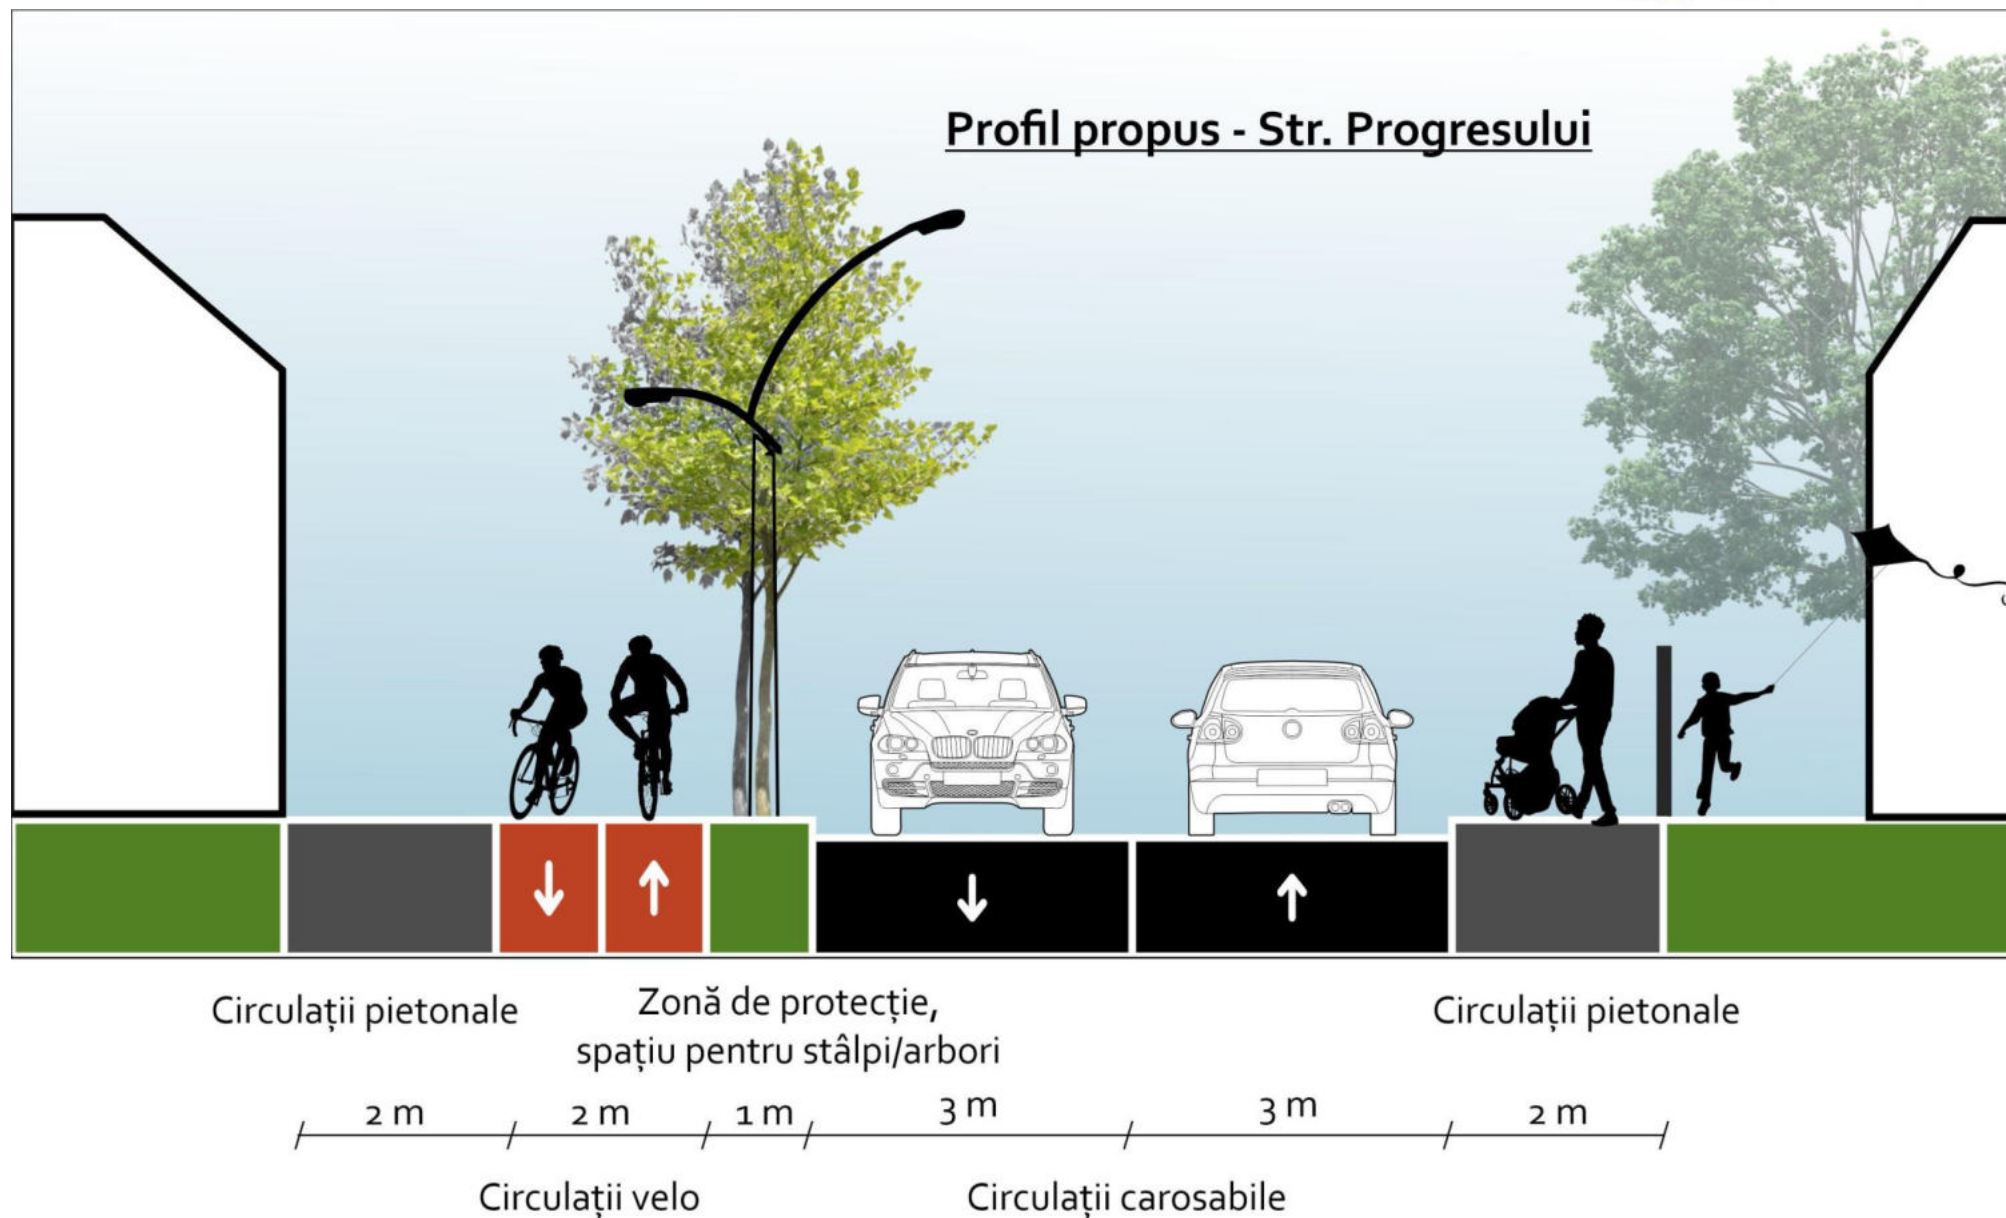 Profil propus - Str. Progresului
Circulații pietonale
Zonă de protecție,
spațiu pentru stâlpi/arbori
Circulații pietonale
2 m
2 m
1 m
3 m
3 m
2 m
Circulații velo
Circulații carosabile